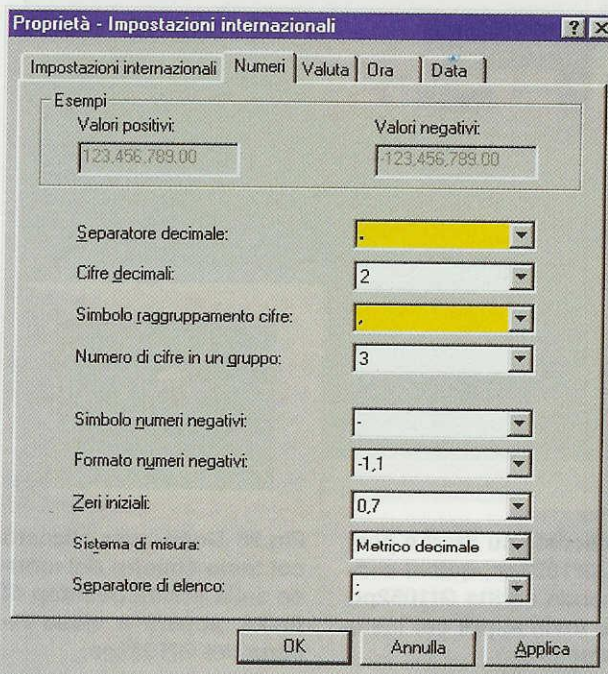 Proprietà - Impostazioni internazionali
Impostazioni internazionali Numeri Valuta Ora Data
Esempi
Valori positivi: Valori negativi:
123,456,789.00 -123,456,789.00
Separatore decimale: .
Cifre decimali: 2
Simbolo raggruppamento cifre: ,
Numero di cifre in un gruppo: 3
Simbolo numeri negativi: -
Formato numeri negativi: -1,1
Zeri iniziali: 0,7
Sistema di misura: Metrico decimale
Separatore di elenco: ;
OK Annulla Applica